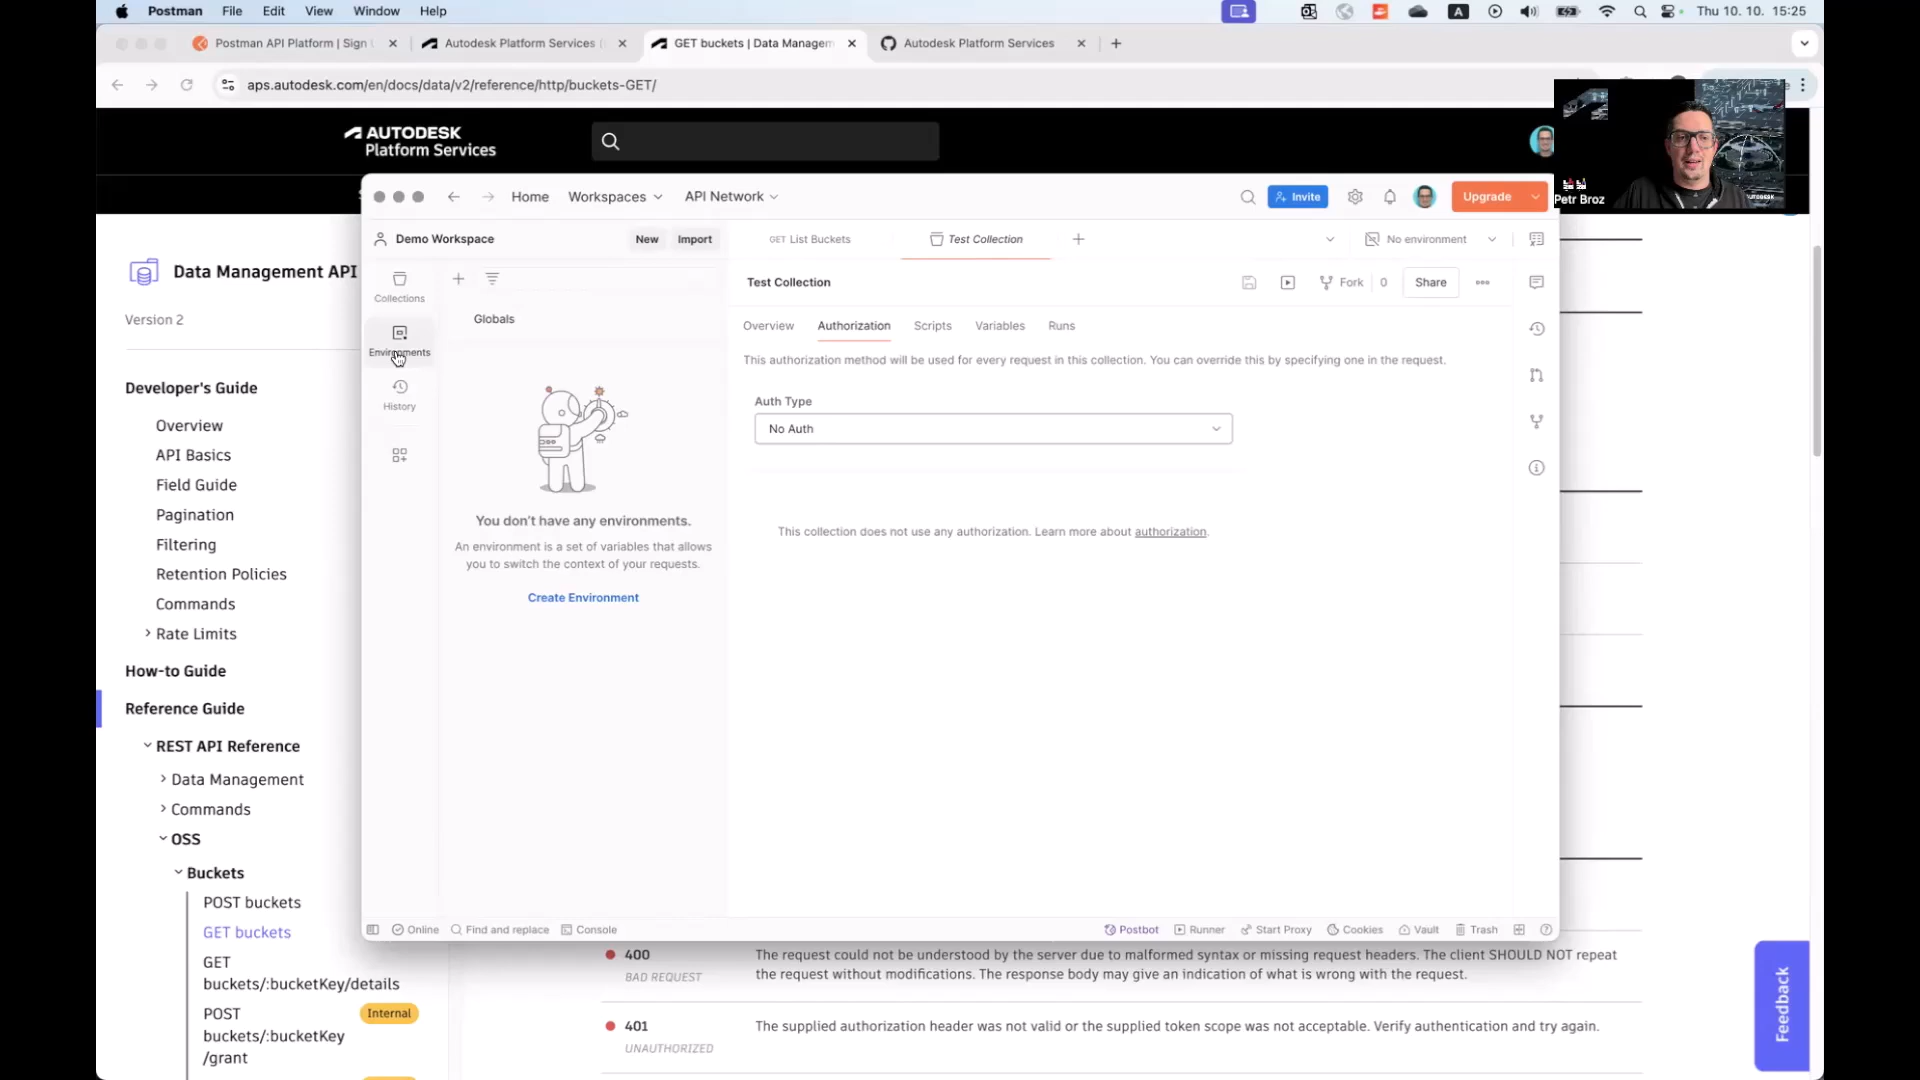 Postman File Edit View Window Help
A
Thu 10. 10. 15:25
Postman API Platform | Sign
Autodesk Platform Services
GET buckets | Data Managem
Autodesk Platform Services
aps.autodesk.com/en/docs/data/v2/reference/http/buckets-GET/
AUTODESK
Platform Services
Petr Broz
Home Workspaces API Network
Invite
Upgrade
Demo Workspace
New Import
GET List Buckets
Test Collection
No environment
Collections
Environments
History
Globals
You don't have any environments.
An environment is a set of variables that allows
you to switch the context of your requests.
Create Environment
Test Collection
Fork 0
Share
Overview Authorization Scripts Variables Runs
This authorization method will be used for every request in this collection. You can override this by specifying one in the request.
Auth Type
No Auth
This collection does not use any authorization. Learn more about authorization.
Online Find and replace Console
Postbot Runner Start Proxy Cookies Vault Trash
Data Management API
Version 2
Developer's Guide
Overview
API Basics
Field Guide
Pagination
Filtering
Retention Policies
Commands
Rate Limits
How-to Guide
Reference Guide
REST API Reference
Data Management
Commands
OSS
Buckets
POST buckets
GET buckets
GET
buckets/:bucketKey/details
POST
buckets/:bucketKey
/grant
Internal
400
BAD REQUEST
The request could not be understood by the server due to malformed syntax or missing request headers. The client SHOULD NOT repeat
the request without modifications. The response body may give an indication of what is wrong with the request.
401
UNAUTHORIZED
The supplied authorization header was not valid or the supplied token scope was not acceptable. Verify authentication and try again.
Feedback